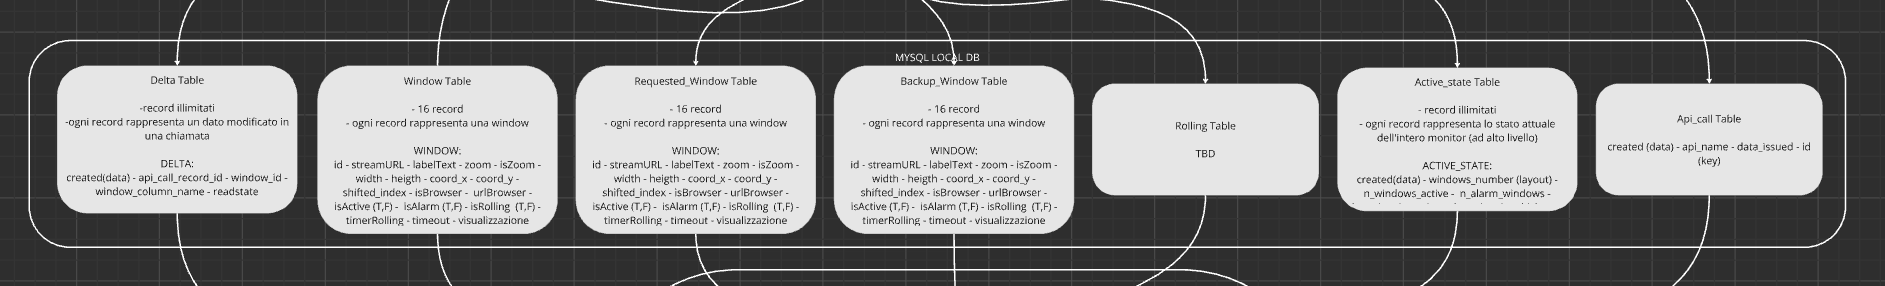 MYSQL LOCAL DB
Delta Table
-record illimitati
-ogni record rappresenta un dato modificato in
una chiamata
DELTA:
created(data) - api_call_record_id - window_id -
window_column_name - readstate
Window Table
- 16 record
- ogni record rappresenta una window
WINDOW:
id - streamURL - labelText - zoom - isZoom -
width - heigth - coord_x - coord_y -
shifted_index - isBrowser - urlBrowser -
isActive (T,F) - isAlarm (T,F) - isRolling (T,F) -
timerRolling - timeout - visualizzazione
Requested_Window Table
- 16 record
- ogni record rappresenta una window
WINDOW:
id - streamURL - labelText - zoom - isZoom -
width - heigth - coord_x - coord_y -
shifted_index - isBrowser - urlBrowser -
isActive (T,F) - isAlarm (T,F) - isRolling (T,F) -
timerRolling - timeout - visualizzazione
Backup_Window Table
- 16 record
- ogni record rappresenta una window
WINDOW:
id - streamURL - labelText - zoom - isZoom -
width - heigth - coord_x - coord_y -
shifted_index - isBrowser - urlBrowser -
isActive (T,F) - isAlarm (T,F) - isRolling (T,F) -
timerRolling - timeout - visualizzazione
Rolling Table
TBD
Active_state Table
- record illimitati
- ogni record rappresenta lo stato attuale
dell'intero monitor (ad alto livello)
ACTIVE_STATE:
created(data) - windows_number (layout) -
n_windows_active - n_alarm_windows -
Api_call Table
created (data) - api_name - data_issued - id
(key)